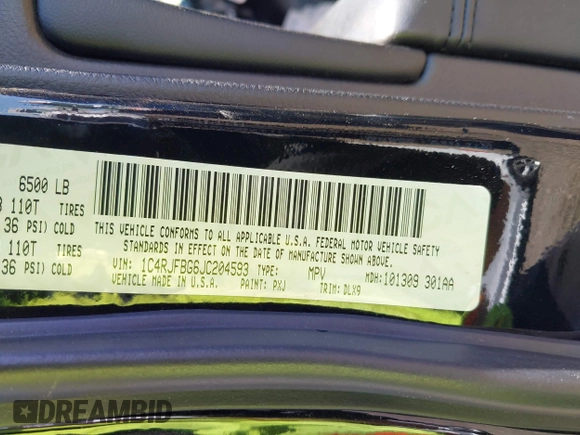 6500 LB
110T TIRES
36 PSI) COLD
110T TIRES
36 PSI) COLD
THIS VEHICLE CONFORMS TO ALL APPLICABLE U.S.A. FEDERAL MOTOR VEHICLE SAFETY
STANDARDS IN EFFECT ON THE DATE OF MANUFACTURE SHOWN ABOVE.
VIN: 1C4RJFBG6JC204593 TYPE: MPV MDH: 101309 301AA
VEHICLE MADE IN U.S.A. PAINT: PXJ TRIM: DLX9
DREAMBID